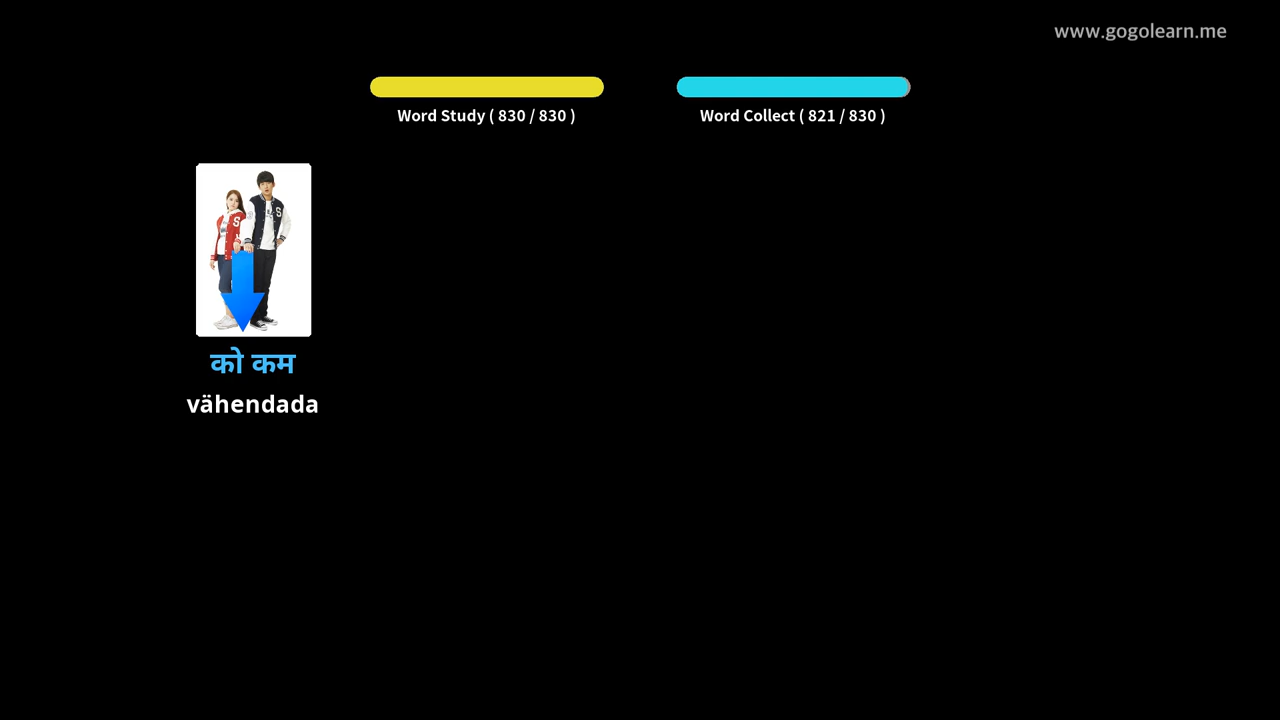 www.gogolearn.me
Word Study ( 830 / 830 )
Word Collect ( 821 / 830 )
S
S
को कम
vähendada